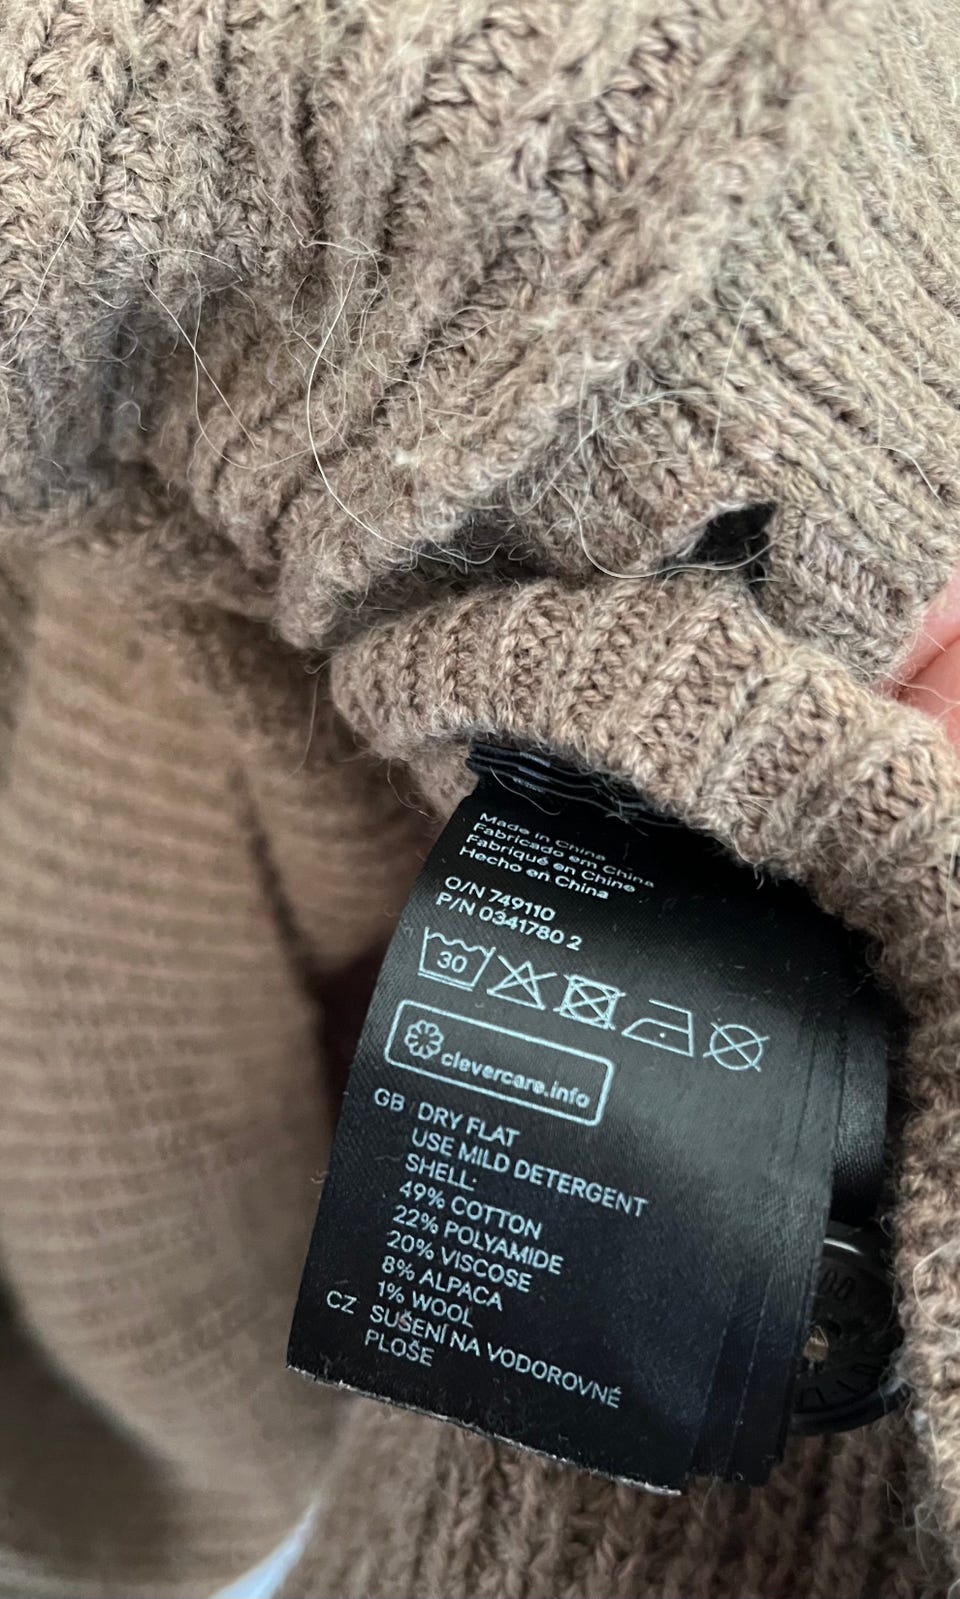 Made in China
Fabricado em China
Fabriqué en Chine
Hecho en China
O/N 749110
P/N 0341780 2
30
clevercare.info
GB DRY FLAT
USE MILD DETERGENT
SHELL:
49% COTTON
22% POLYAMIDE
20% VISCOSE
8% ALPACA
1% WOOL
CZ SUŠENÍ NA VODOROVNÉ
PLOŠE